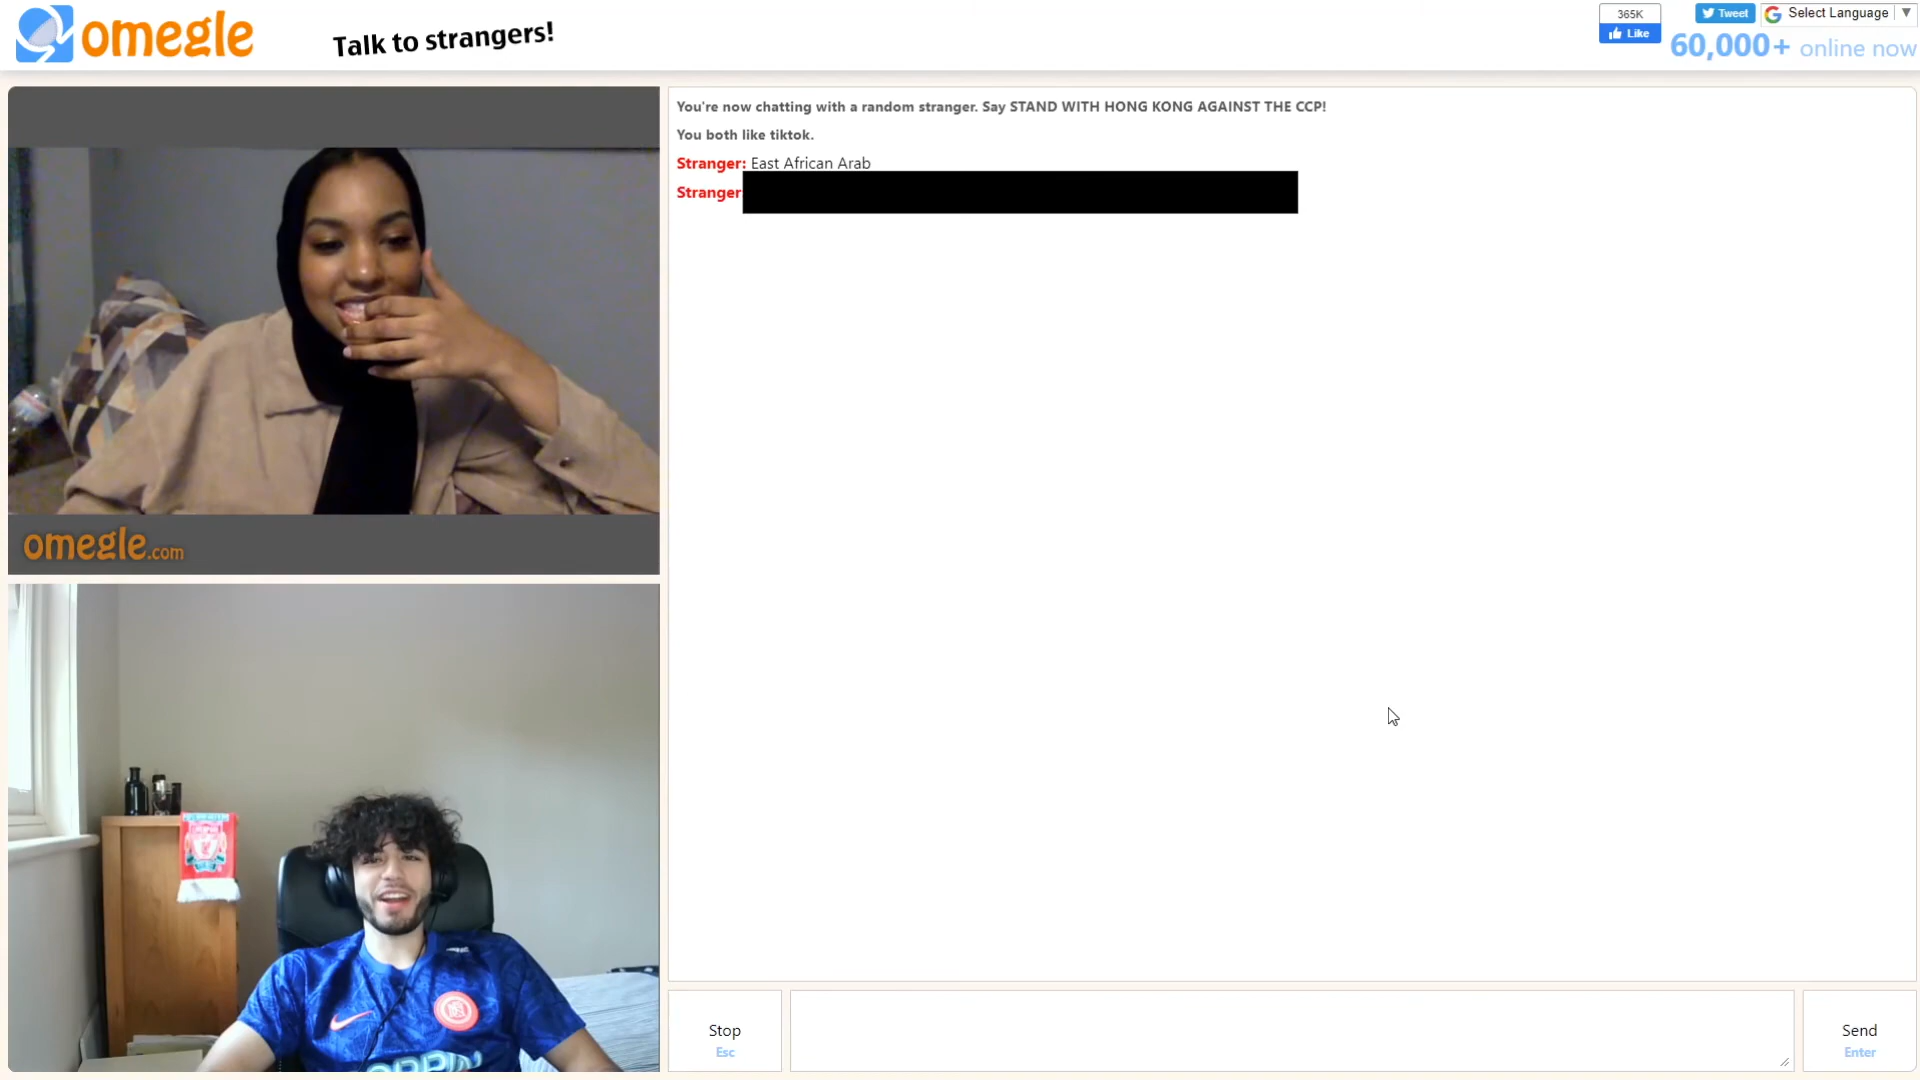 omegle
Talk to strangers!
365K
Like
Tweet
Select Language
60,000+ online now
You're now chatting with a random stranger. Say STAND WITH HONG KONG AGAINST THE CCP!
You both like tiktok.
Stranger: East African Arab
Stranger
omegle.com
Stop
Esc
Send
Enter